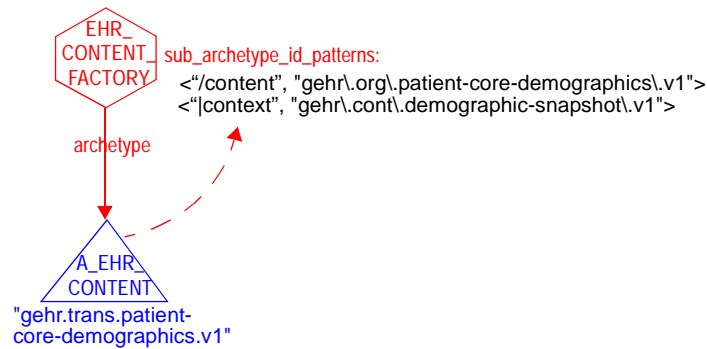 EHR_
CONTENT_
FACTORY
sub_archetype_id_patterns:
<“/content”, "gehr\.org\.patient-core-demographics\.v1">
<“|context”, "gehr\.cont\.demographic-snapshot\.v1">
archetype
A_EHR_
CONTENT
"gehr.trans.patient-
core-demographics.v1"